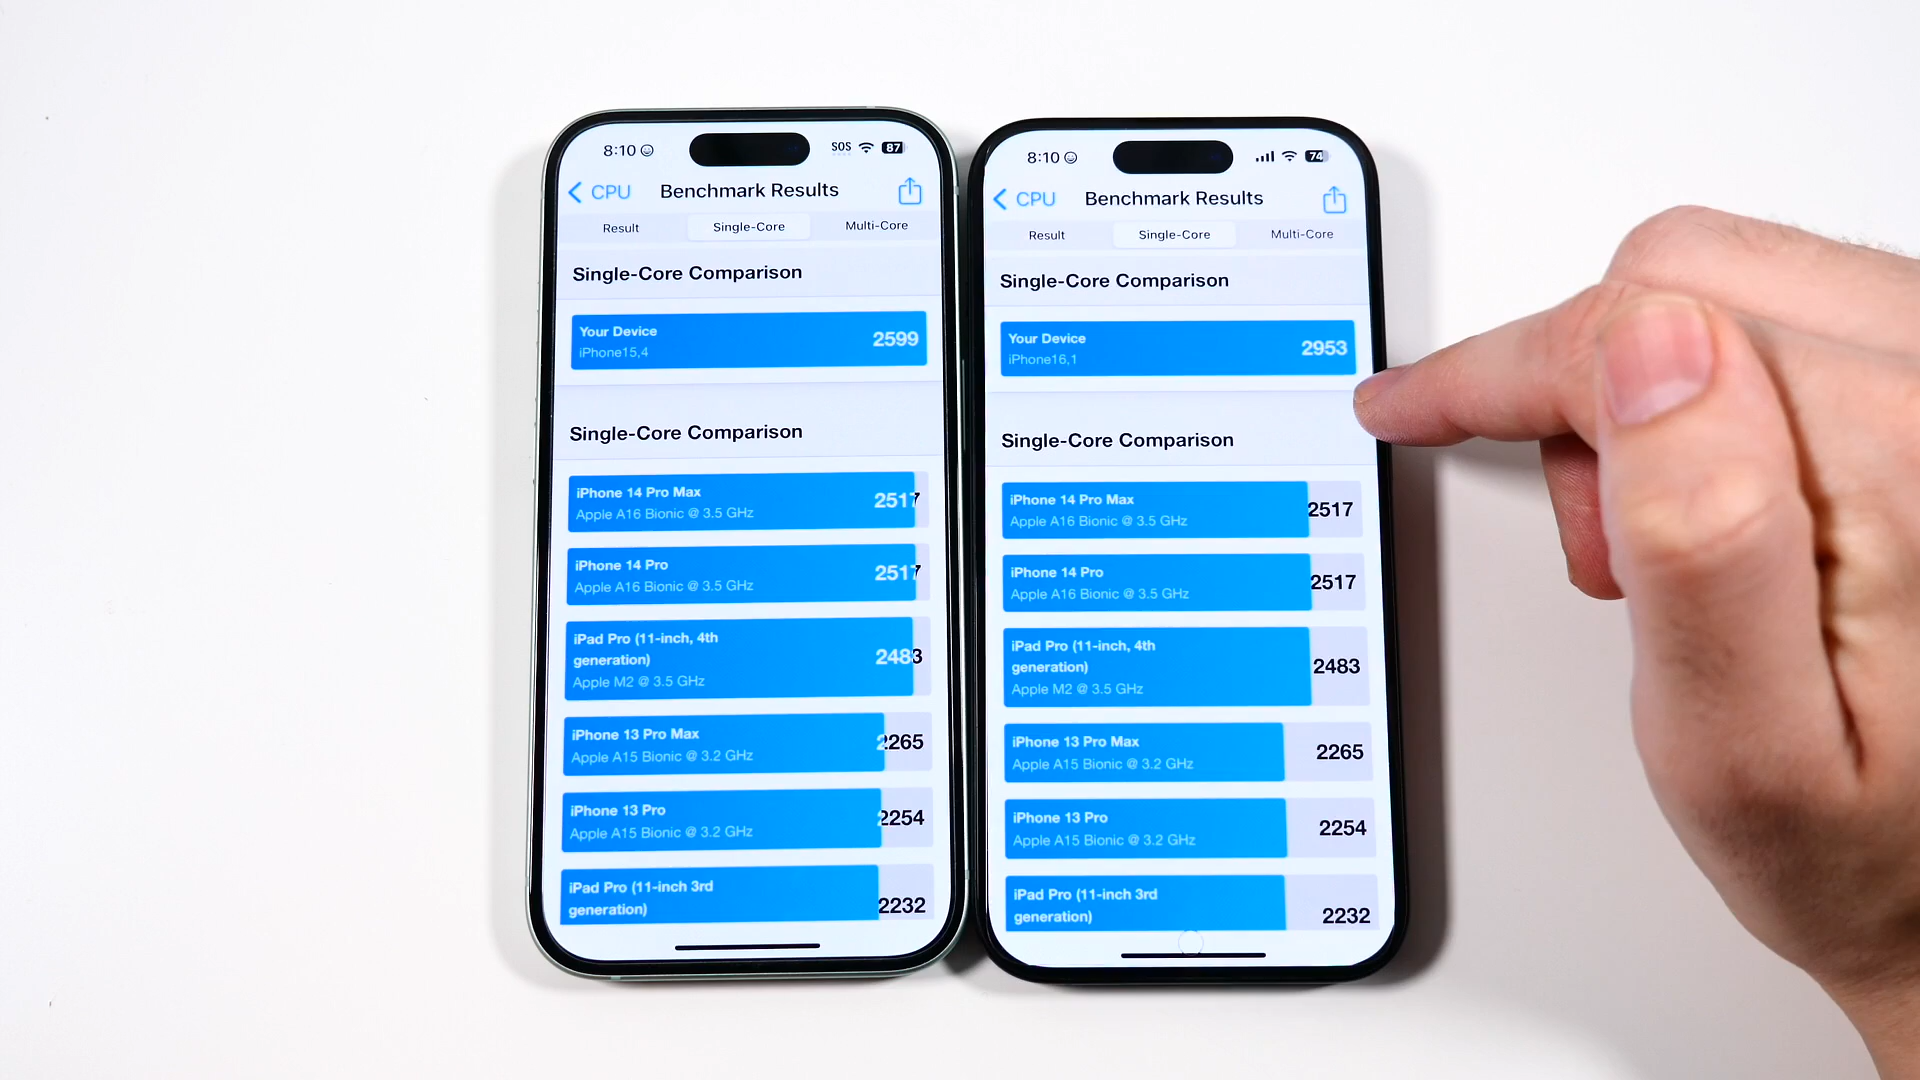 8:10
SOS
87
CPU
Benchmark Results
Result
Single-Core
Multi-Core
Single-Core Comparison
Your Device
iPhone15,4
2599
Single-Core Comparison
iPhone 14 Pro Max
Apple A16 Bionic @ 3.5 GHz
2517
iPhone 14 Pro
Apple A16 Bionic @ 3.5 GHz
2517
iPad Pro (11-inch, 4th
generation)
Apple M2 @ 3.5 GHz
2483
iPhone 13 Pro Max
Apple A15 Bionic @ 3.2 GHz
2265
iPhone 13 Pro
Apple A15 Bionic @ 3.2 GHz
2254
iPad Pro (11-inch 3rd
generation)
2232
8:10
74
CPU
Benchmark Results
Result
Single-Core
Multi-Core
Single-Core Comparison
Your Device
iPhone16,1
2953
Single-Core Comparison
iPhone 14 Pro Max
Apple A16 Bionic @ 3.5 GHz
2517
iPhone 14 Pro
Apple A16 Bionic @ 3.5 GHz
2517
iPad Pro (11-inch, 4th
generation)
Apple M2 @ 3.5 GHz
2483
iPhone 13 Pro Max
Apple A15 Bionic @ 3.2 GHz
2265
iPhone 13 Pro
Apple A15 Bionic @ 3.2 GHz
2254
iPad Pro (11-inch 3rd
generation)
2232